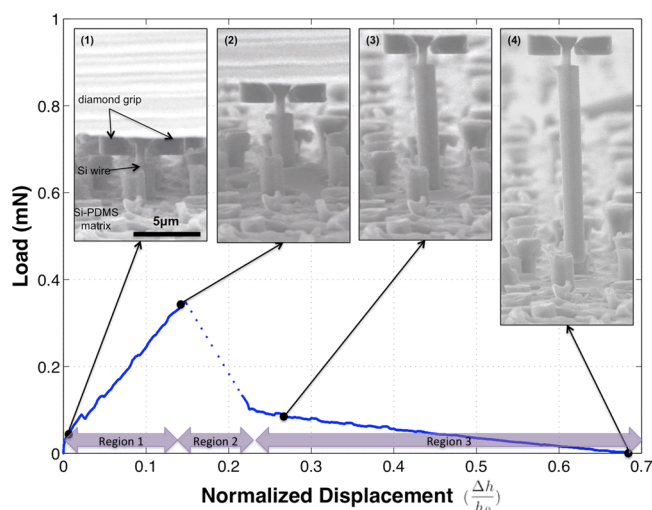 (1)
(2)
(3)
(4)
diamond grip
Si wire
Si-PDMS
matrix
5μm
1
0.8
0.6
0.4
0.2
0
Load (mN)
Region 1
Region 2
Region 3
0
0.1
0.2
0.3
0.4
0.5
0.6
0.7
Normalized Displacement (Δh/h₀)